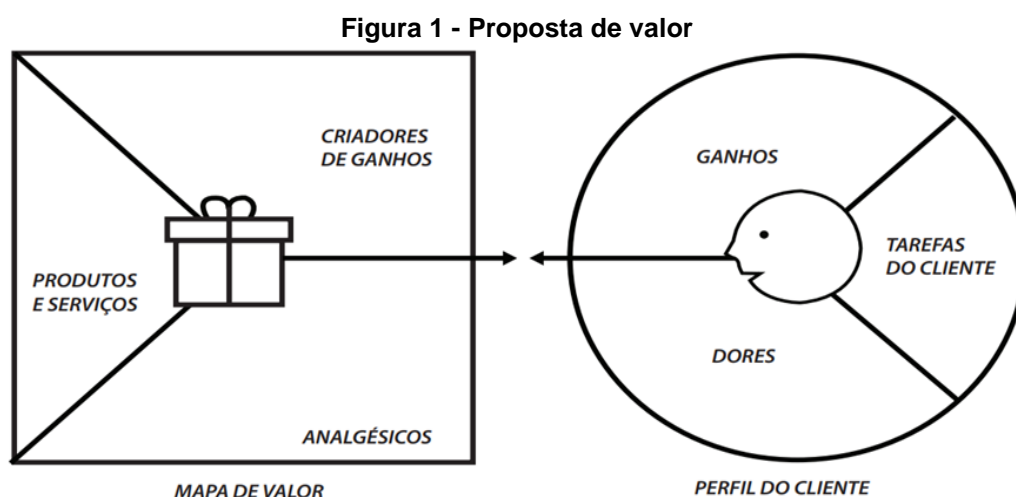 Figura 1 - Proposta de valor
CRIADORES
DE GANHOS
PRODUTOS
E SERVIÇOS
ANALGÉSICOS
MAPA DE VALOR
GANHOS
TAREFAS
DO CLIENTE
DORES
PERFIL DO CLIENTE